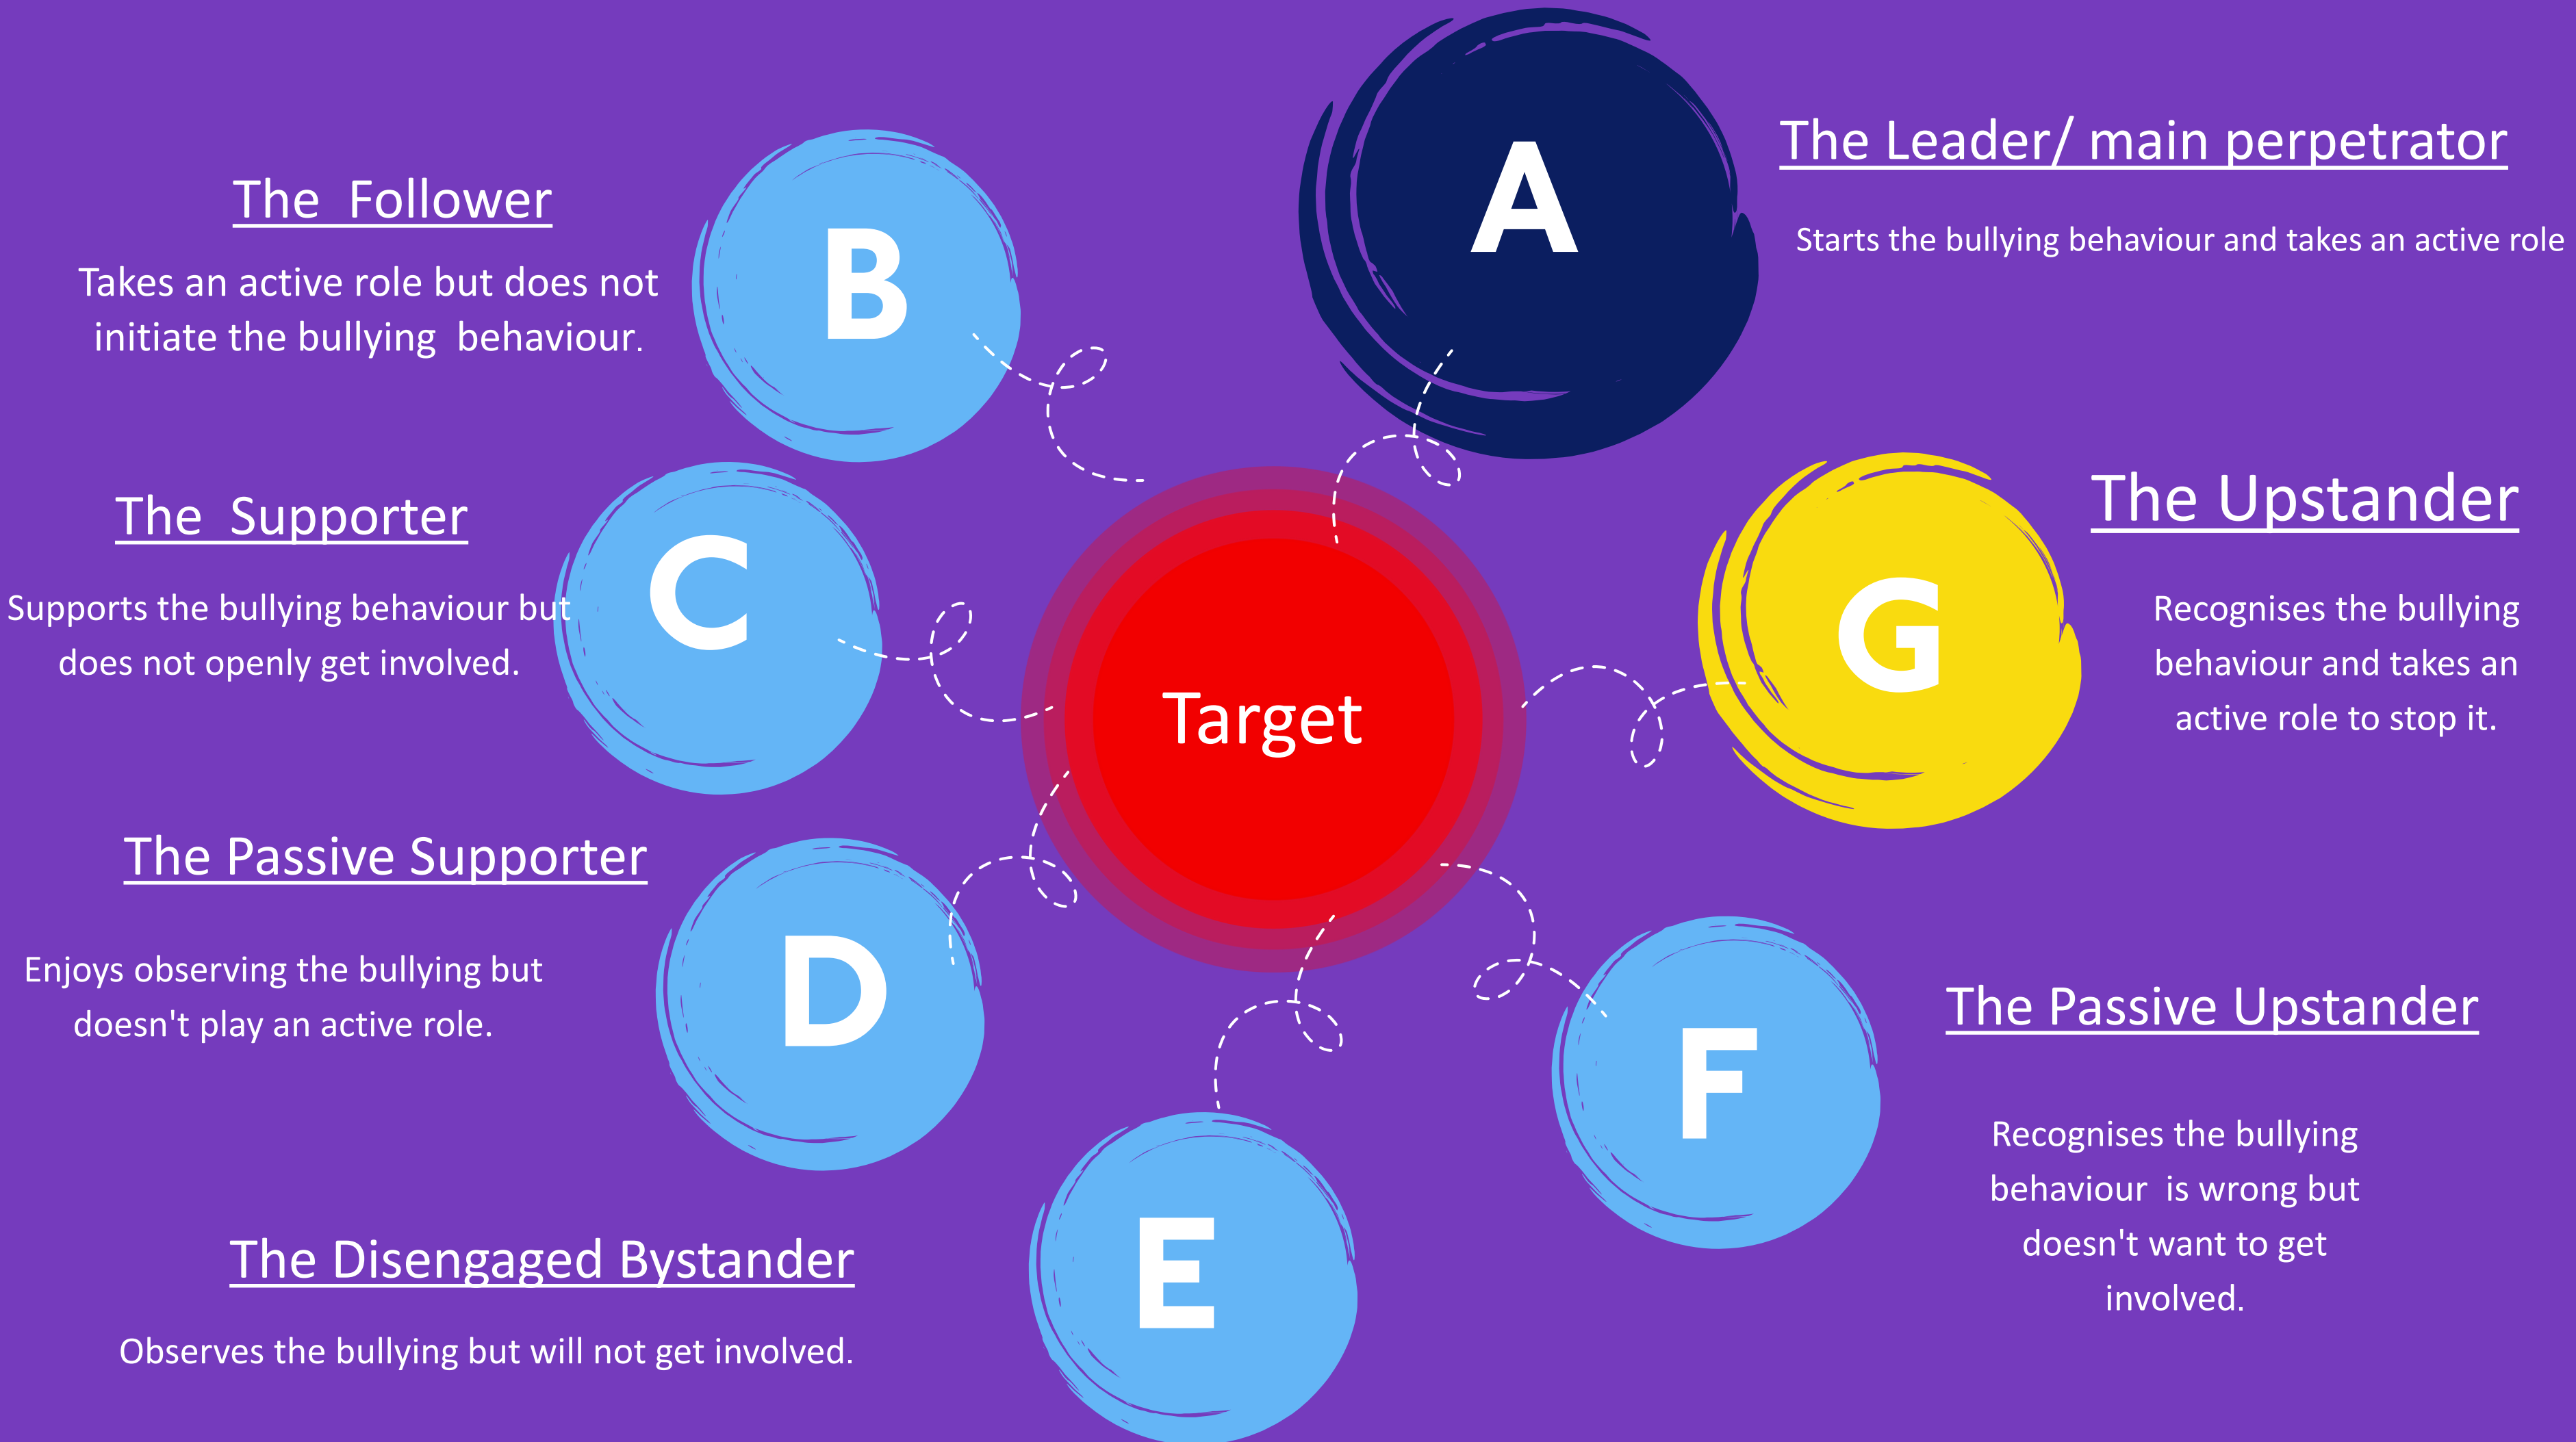 A
The Leader/ main perpetrator
Starts the bullying behaviour and takes an active role
B
The  Follower
Takes an active role but does not
initiate the bullying  behaviour.
C
The  Supporter
Supports the bullying behaviour but
does not openly get involved.
D
The Passive Supporter
Enjoys observing the bullying but
doesn't play an active role.
E
The Disengaged Bystander
Observes the bullying but will not get involved.
F
The Passive Upstander
Recognises the bullying
behaviour  is wrong but
doesn't want to get
involved.
G
The Upstander
Recognises the bullying
behaviour and takes an
active role to stop it.
Target